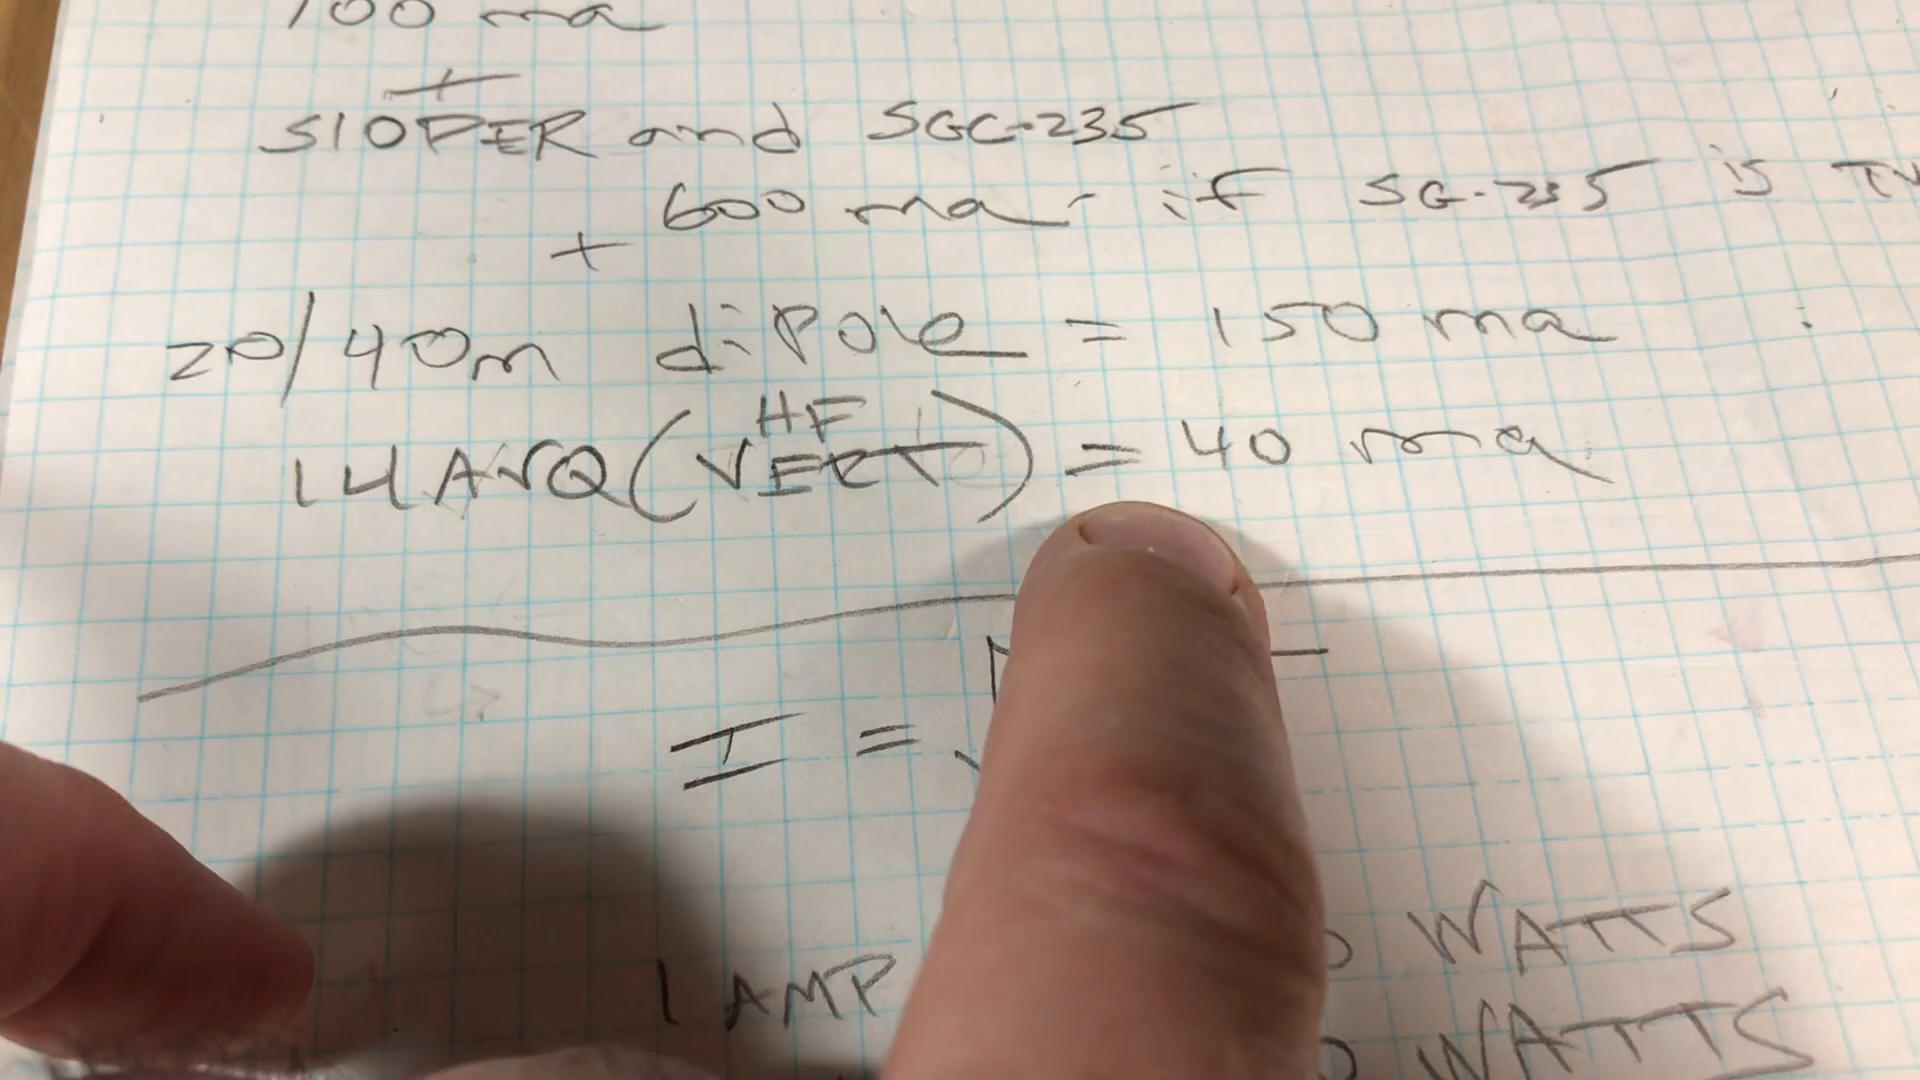 100 ma
SlOPER and SGC-235
+ 600 ma - if SG-235 is
20/40m diPole = 150 ma
14AVQ (HF VERT) = 40 ma
I =
1 AMP WATTS
WATTS